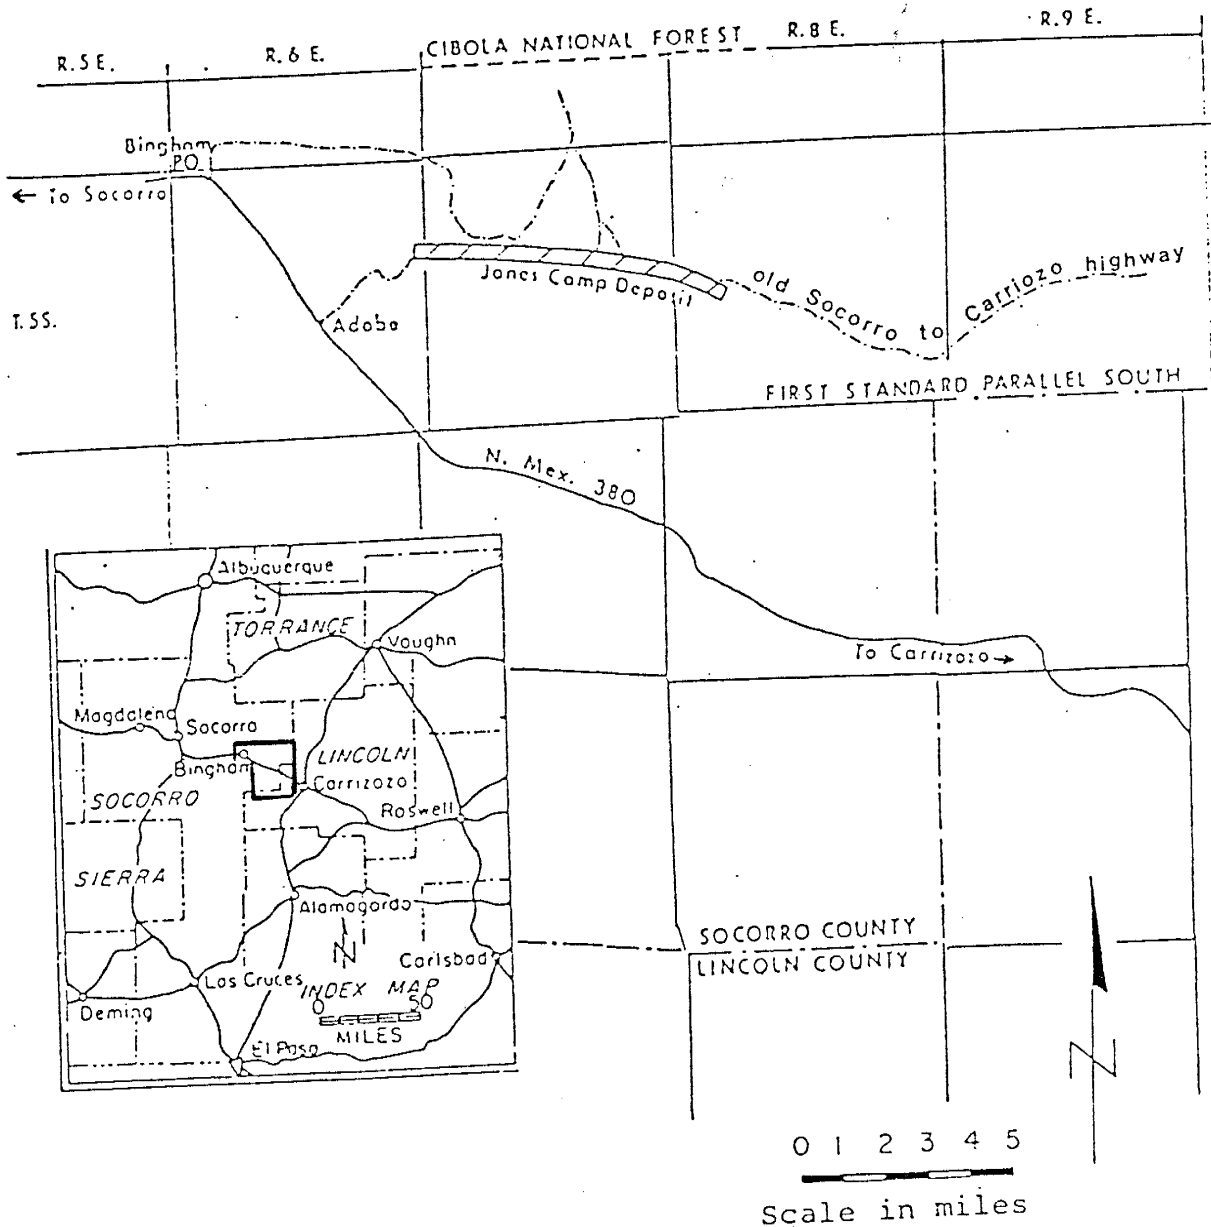 R.5 E.
R.6 E.
CIBOLA NATIONAL FOREST
R.8 E.
R.9 E.
Bingham
P.O.
← To Socorro
Jones Camp Deposit
old Socorro to Carriozo highway
T.5S.
Adobe
FIRST STANDARD PARALLEL SOUTH
N. Mex. 380
To Carrizozo →
Albuquerque
TORRANCE
Vaughn
Magdalena
Socorro
Bingham
LINCOLN
Carrizozo
SOCORRO
Roswell
SIERRA
Alamogordo
N
Carlsbad
Las Cruces
INDEX MAP
Deming
0 50
MILES
El Paso
SOCORRO COUNTY
LINCOLN COUNTY
N
0 1 2 3 4 5
Scale in miles